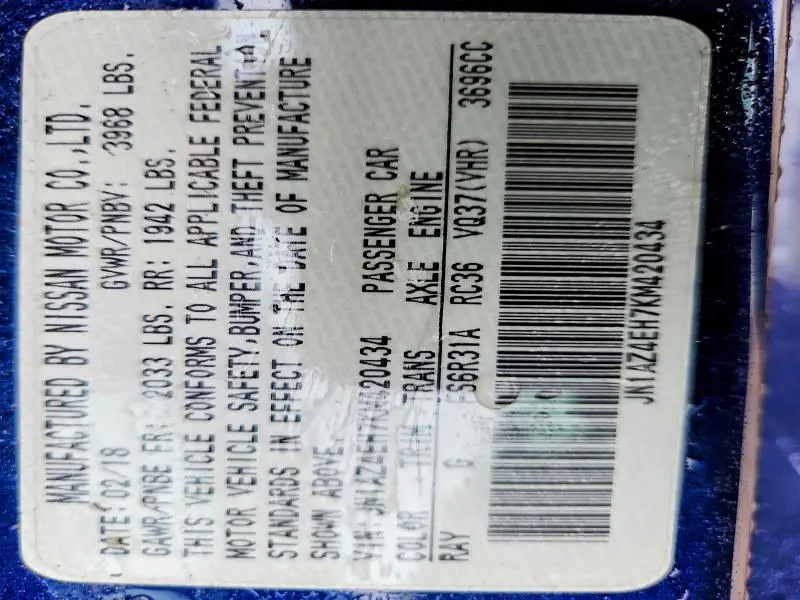 MANUFACTURED BY NISSAN MOTOR CO.,LTD.
DATE: 02/18 GVWR/PNBV: 3968 LBS.
GAWR/PNBE FR: 2033 LBS. RR: 1942 LBS.
THIS VEHICLE CONFORMS TO ALL APPLICABLE FEDERAL
MOTOR VEHICLE SAFETY,BUMPER,AND THEFT PREVENTION
STANDARDS IN EFFECT ON THE DATE OF MANUFACTURE
SHOWN ABOVE.
VIN: JN1AZ4EH7KM420434 PASSENGER CAR
COLOR TRIM TRANS AXLE ENGINE
RAY G FS6R31A RC36 VQ37(VHR) 3696CC
JN1AZ4EH7KM420434